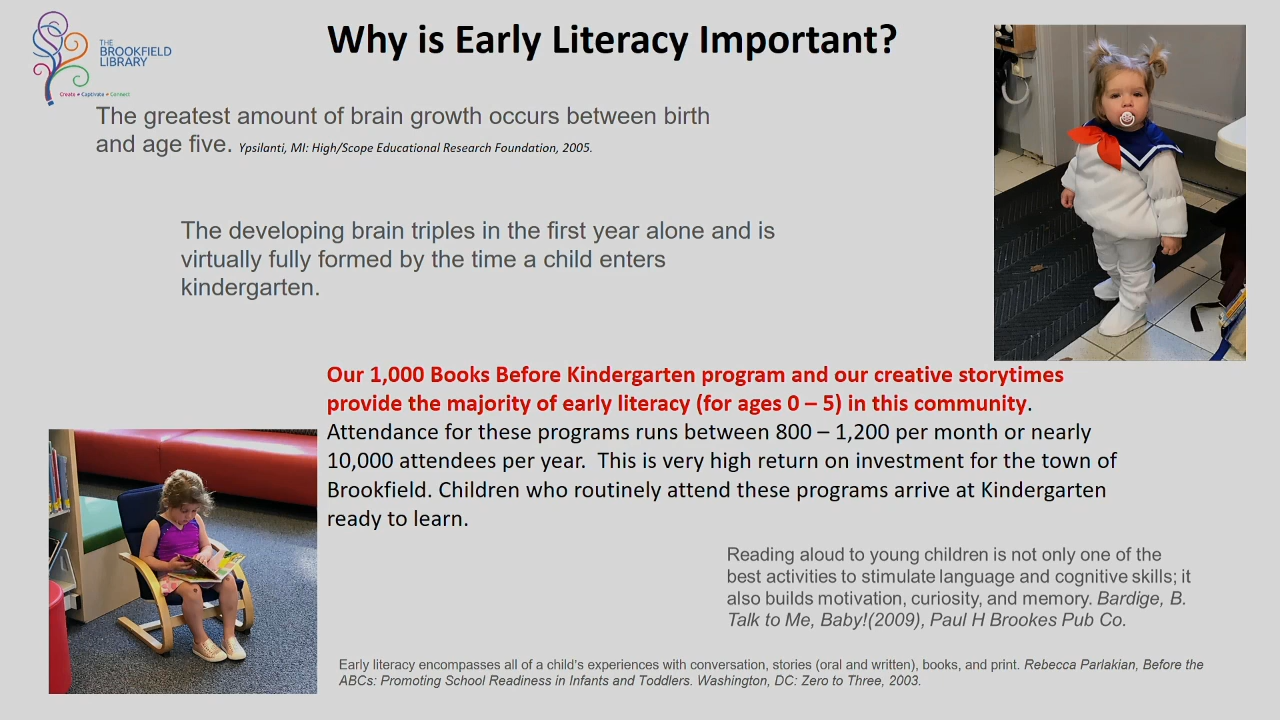 THE
BROOKFIELD
LIBRARY
Create • Captivate • Connect
Why is Early Literacy Important?
The greatest amount of brain growth occurs between birth
and age five. Ypsilanti, MI: High/Scope Educational Research Foundation, 2005.
The developing brain triples in the first year alone and is
virtually fully formed by the time a child enters
kindergarten.
Our 1,000 Books Before Kindergarten program and our creative storytimes
provide the majority of early literacy (for ages 0 – 5) in this community.
Attendance for these programs runs between 800 – 1,200 per month or nearly
10,000 attendees per year.  This is very high return on investment for the town of
Brookfield. Children who routinely attend these programs arrive at Kindergarten
ready to learn.
Reading aloud to young children is not only one of the
best activities to stimulate language and cognitive skills; it
also builds motivation, curiosity, and memory. Bardige, B.
Talk to Me, Baby!(2009), Paul H Brookes Pub Co.
Early literacy encompasses all of a child's experiences with conversation, stories (oral and written), books, and print. Rebecca Parlakian, Before the
ABCs: Promoting School Readiness in Infants and Toddlers. Washington, DC: Zero to Three, 2003.